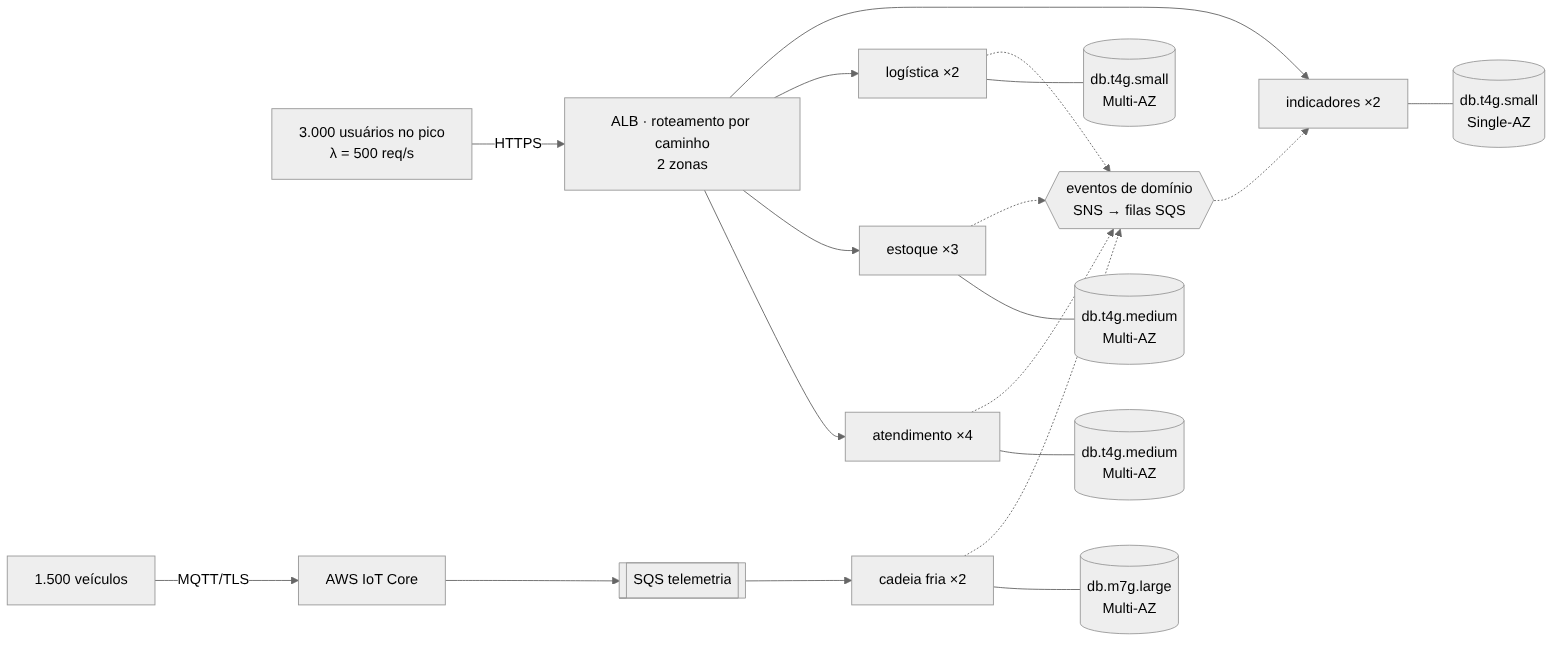 3.000 usuários no pico
λ = 500 req/s
HTTPS
ALB · roteamento por
caminho
2 zonas
logística ×2
db.t4g.small
Multi-AZ
indicadores ×2
db.t4g.small
Single-AZ
eventos de domínio
SNS → filas SQS
estoque ×3
db.t4g.medium
Multi-AZ
atendimento ×4
db.t4g.medium
Multi-AZ
1.500 veículos
MQTT/TLS
AWS IoT Core
SQS telemetria
cadeia fria ×2
db.m7g.large
Multi-AZ